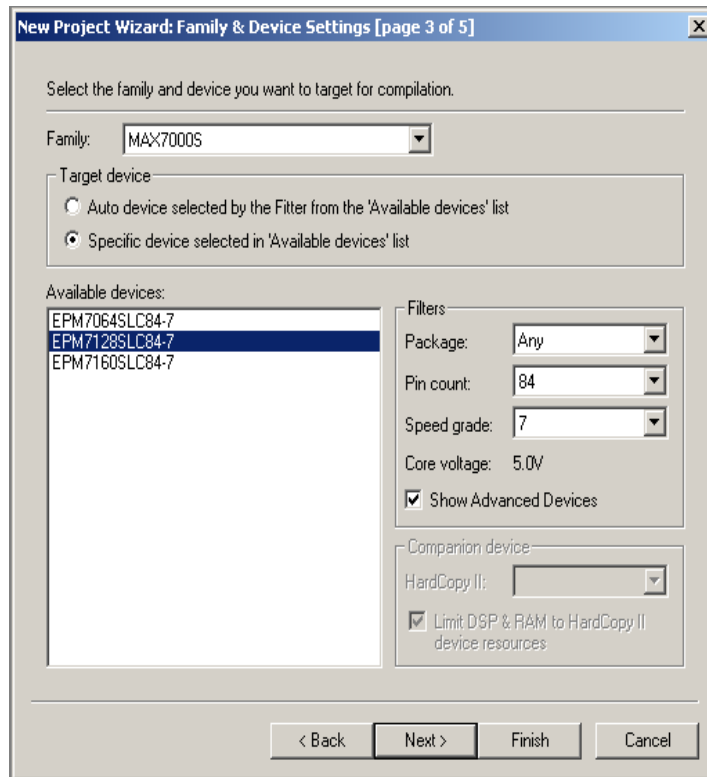 New Project Wizard: Family & Device Settings [page 3 of 5]
Select the family and device you want to target for compilation.
Family: MAX7000S
Target device
Auto device selected by the Fitter from the 'Available devices' list
Specific device selected in 'Available devices' list
Available devices:
EPM7064SLC84-7
EPM7128SLC84-7
EPM7160SLC84-7
Filters
Package: Any
Pin count: 84
Speed grade: 7
Core voltage: 5.0V
Show Advanced Devices
Companion device
HardCopy II:
Limit DSP & RAM to HardCopy II
device resources
< Back Next > Finish Cancel